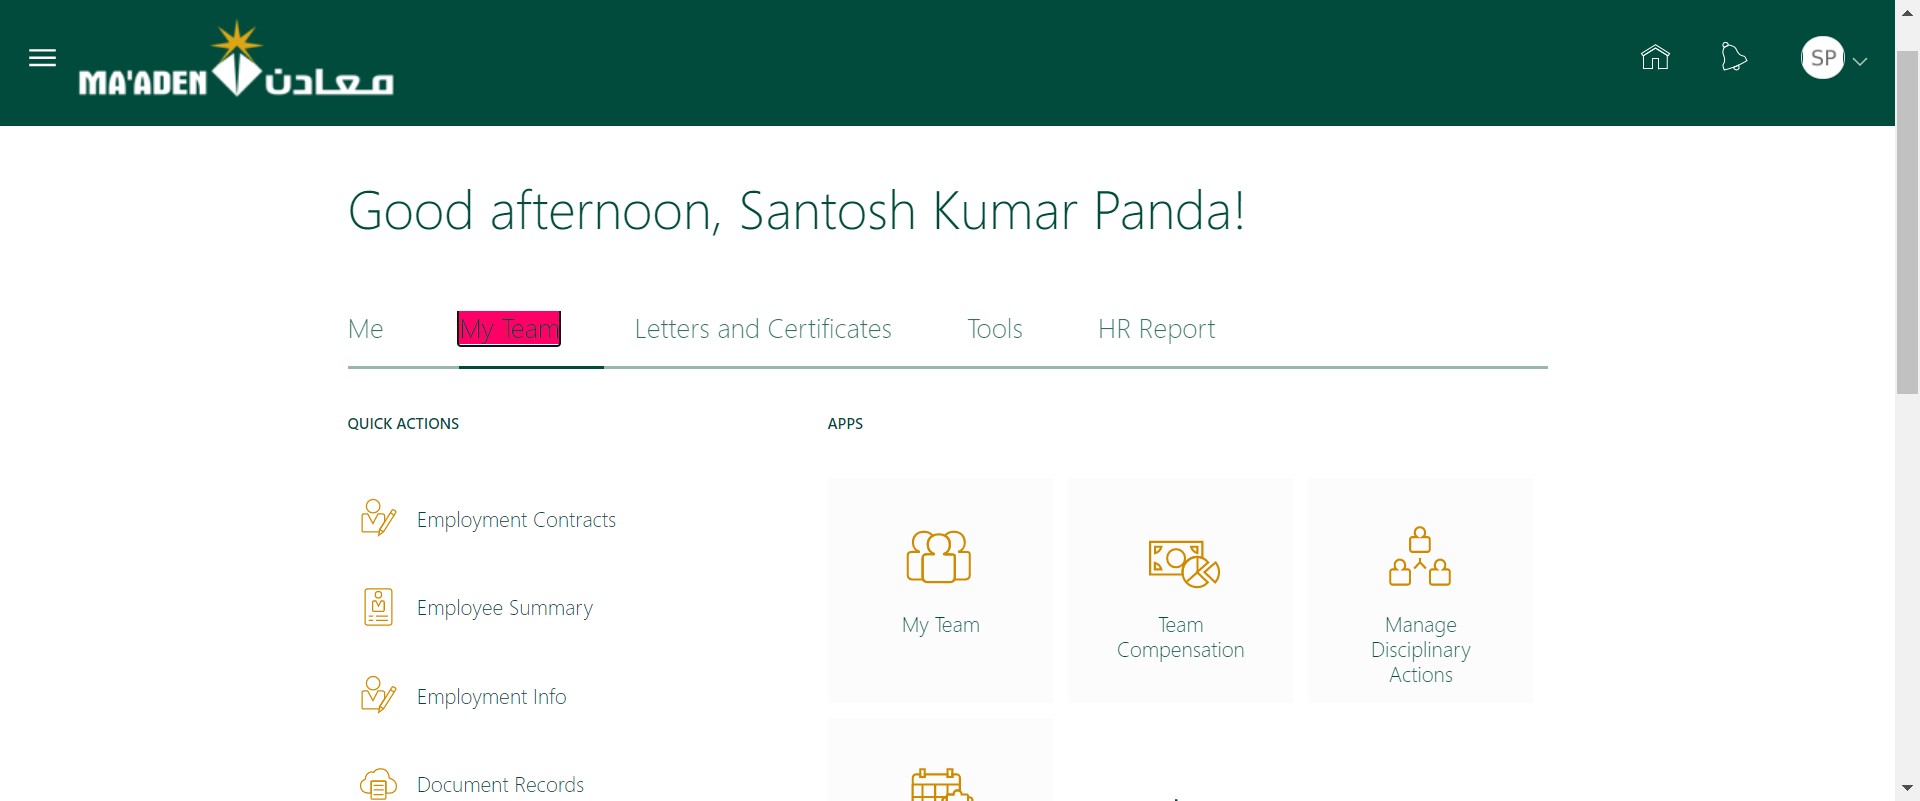 MA'ADEN معادن
SP
Good afternoon, Santosh Kumar Panda!
Me
My Team
Letters and Certificates
Tools
HR Report
QUICK ACTIONS
Employment Contracts
Employee Summary
Employment Info
Document Records
APPS
My Team
Team
Compensation
Manage
Disciplinary
Actions